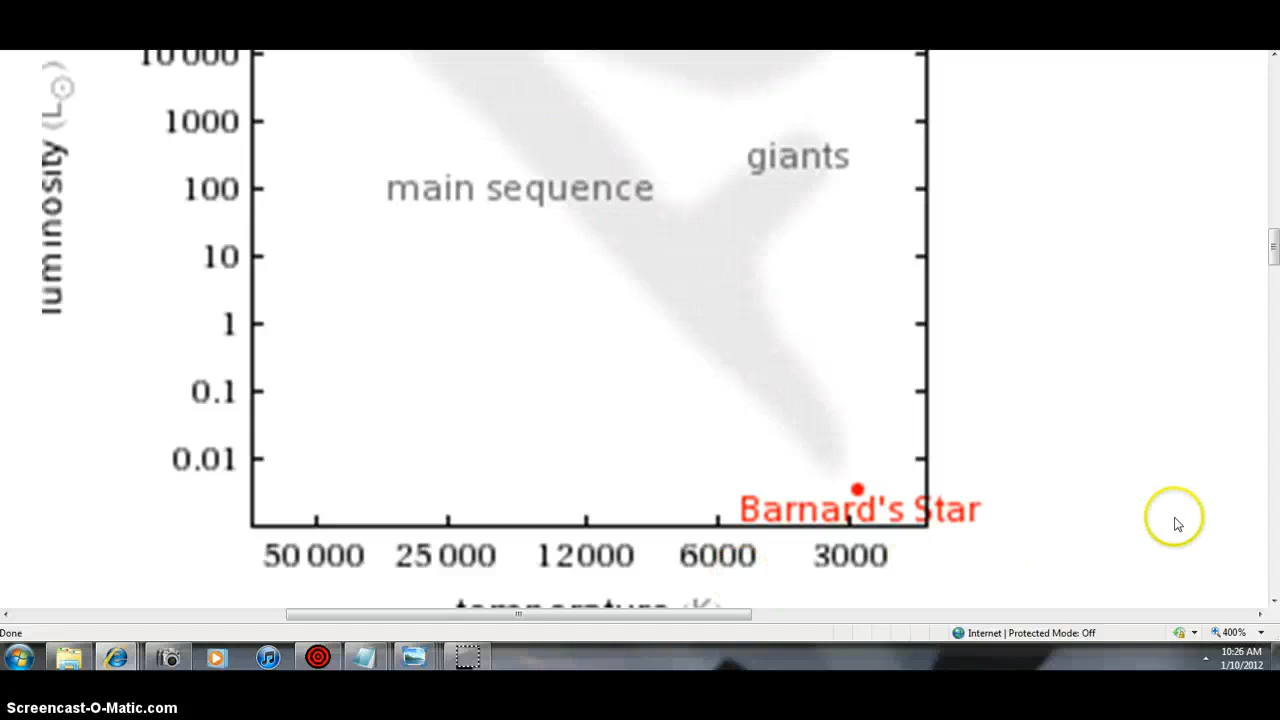 10 000
luminosity (L☉)
1000
giants
100
main sequence
10
1
0.1
0.01
Barnard's Star
50 000 25 000 12000 6000 3000
temperature (K)
Done
Internet | Protected Mode: Off
400%
10:26 AM
1/10/2012
Screencast-O-Matic.com